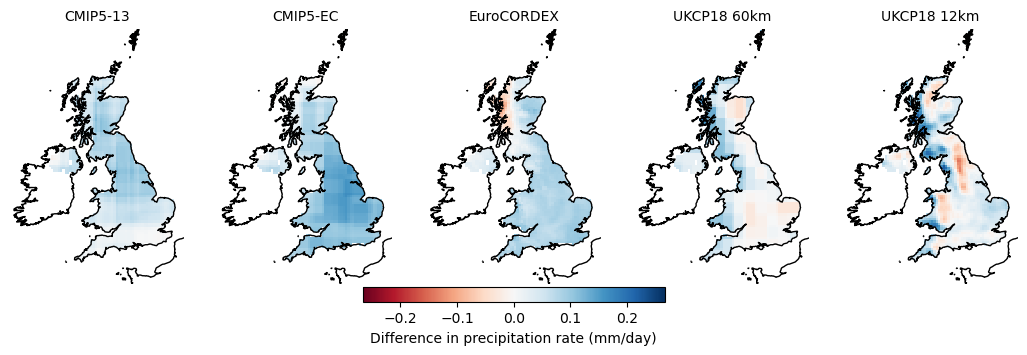 CMIP5-13 CMIP5-EC EuroCORDEX UKCP18 60km UKCP18 12km
−0.2 −0.1 0.0 0.1 0.2
Difference in precipitation rate (mm/day)